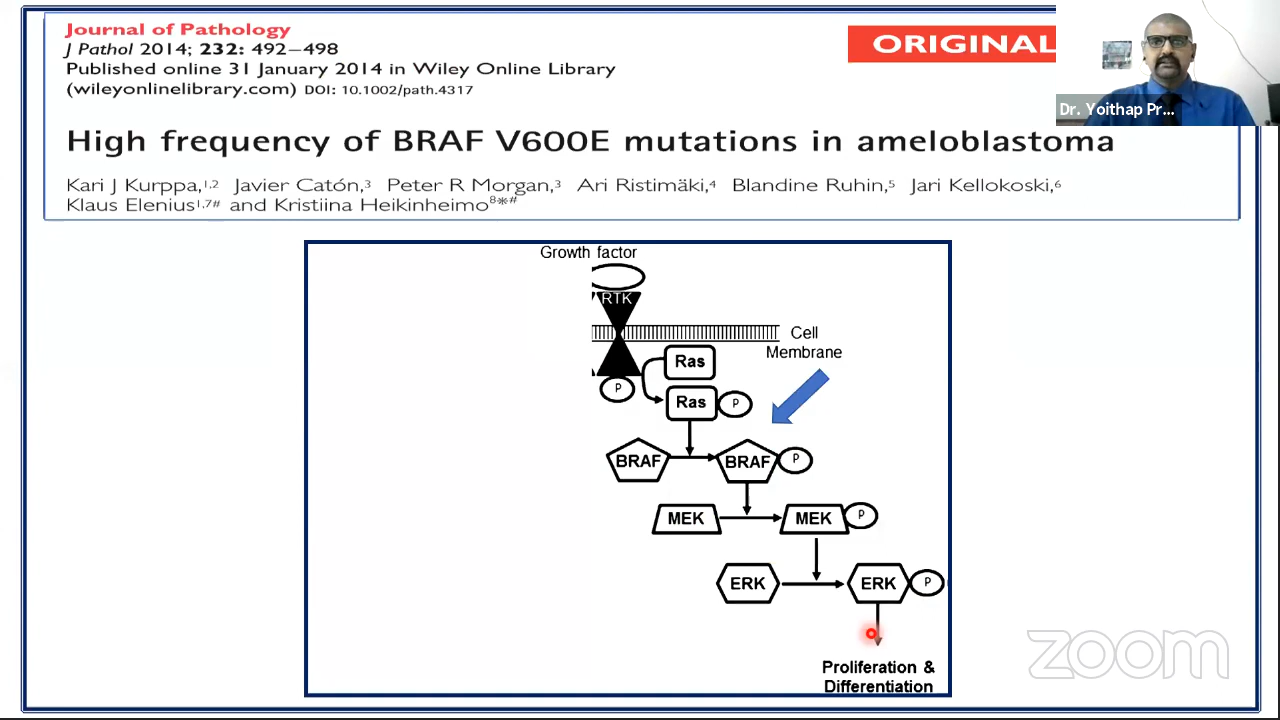 Journal of Pathology
J Pathol 2014; 232: 492–498
Published online 31 January 2014 in Wiley Online Library
(wileyonlinelibrary.com) DOI: 10.1002/path.4317
ORIGINAL
Dr. Yoithap Pr...
High frequency of BRAF V600E mutations in ameloblastoma
Kari J Kurppa,1,2 Javier Catón,3 Peter R Morgan,3 Ari Ristimäki,4 Blandine Ruhin,5 Jari Kellokoski,6
Klaus Elenius1,7# and Kristiina Heikinheimo8*#
Growth factor
RTK
Cell
Membrane
Ras
P
Ras P
BRAF BRAF P
MEK MEK P
ERK ERK P
Proliferation &
Differentiation
zoom